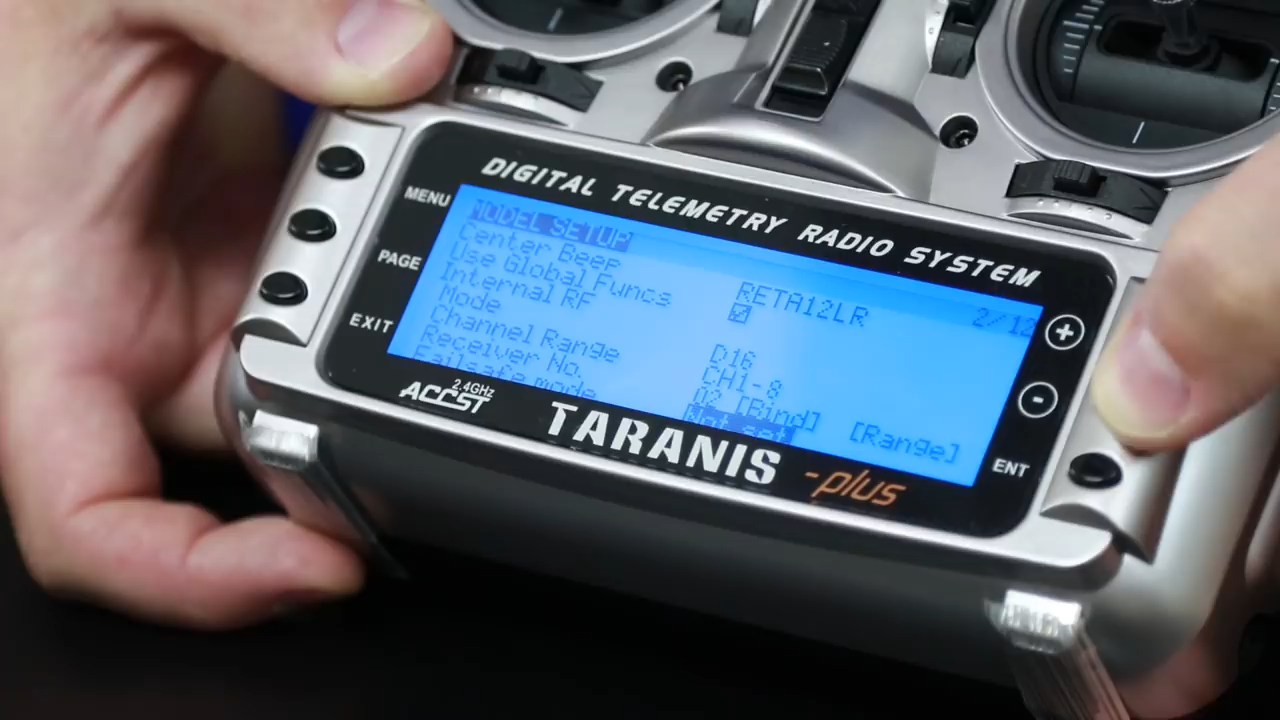 DIGITAL TELEMETRY RADIO SYSTEM
MENU
PAGE
EXIT
MODEL SETUP 2/12
Center Beep RETA12LR
Use Global Funcs
Internal RF
Mode D16
Channel Range CH1-8
Receiver No. 02 [Bind] [Range]
Failsafe mode Not set
+
-
ENT
2.4GHz
ACCST
TARANIS
-plus